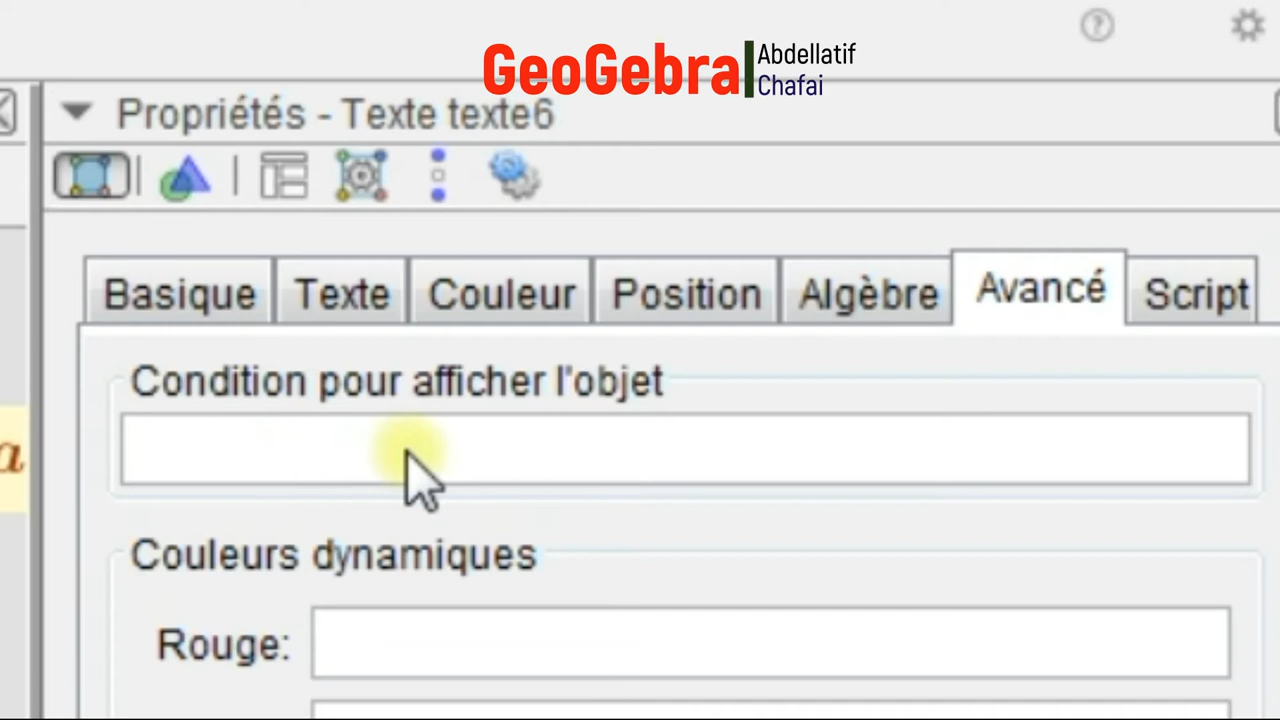 GeoGebra
Abdellatif
Chafai
Propriétés - Texte texte6
Basique Texte Couleur Position Algèbre Avancé Script
Condition pour afficher l'objet
a
Couleurs dynamiques
Rouge: